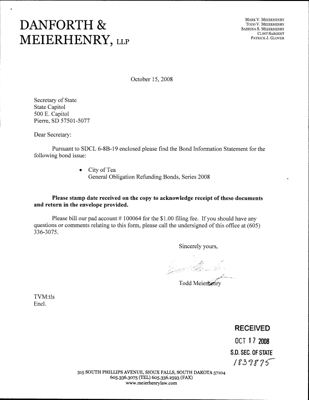 DANFORTH &
MEIERHENRY, LLP
MARK V. MEIERHENRY
TODD V. MEIERHENRY
SABRINA S. MEIERHENRY
CLINT SARGENT
PATRICK J. GLOVER
October 15, 2008
Secretary of State
State Capitol
500 E. Capitol
Pierre, SD 57501-5077
Dear Secretary:
Pursuant to SDCL 6-8B-19 enclosed please find the Bond Information Statement for the
following bond issue:
• City of Tea
General Obligation Refunding Bonds, Series 2008
Please stamp date received on the copy to acknowledge receipt of these documents
and return in the envelope provided.
Please bill our pad account # 100064 for the $1.00 filing fee. If you should have any
questions or comments relating to this form, please call the undersigned of this office at (605)
336-3075.
Sincerely yours,
Todd Meierhenry
TVM:tls
Encl.
RECEIVED
OCT 17 2008
S.D. SEC. OF STATE
1839875
315 SOUTH PHILLIPS AVENUE, SIOUX FALLS, SOUTH DAKOTA 57104
605.336.3075 (TEL) 605.336.2593 (FAX)
www.meierhenrylaw.com